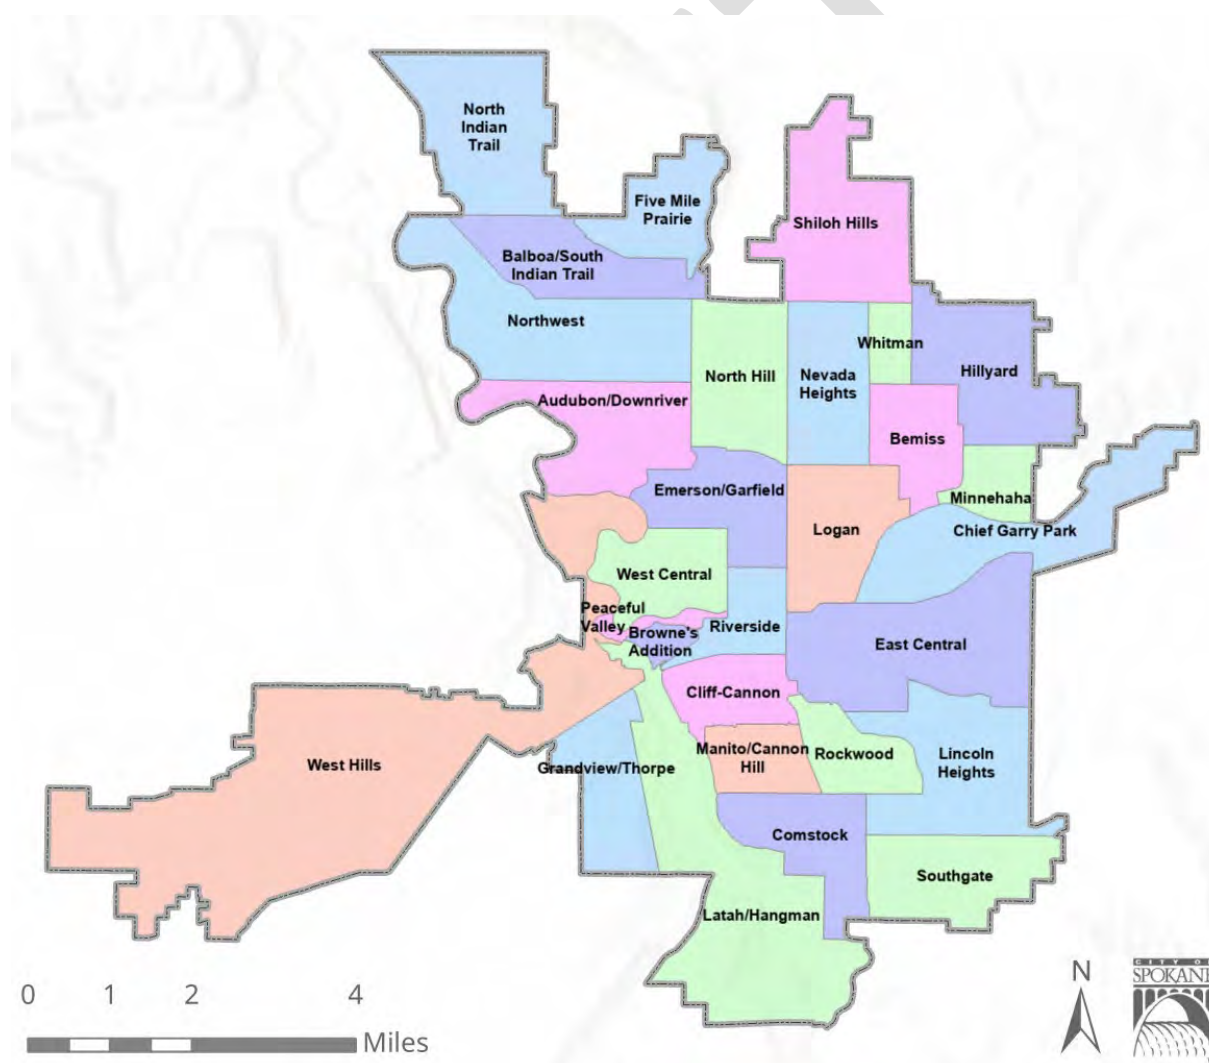 North
Indian
Trail
Five Mile
Prairie
Shiloh Hills
Balboa/South
Indian Trail
Northwest
Whitman
North Hill
Nevada
Heights
Hillyard
Audubon/Downriver
Bemiss
Emerson/Garfield
Minnehaha
Logan
Chief Garry Park
West Central
Peaceful
Valley
Browne's
Addition
Riverside
East Central
Cliff-Cannon
Manito/Cannon
Hill
Rockwood
Lincoln
Heights
West Hills
Grandview/Thorpe
Comstock
Southgate
Latah/Hangman
0 1 2 4
Miles
N
CITY OF
SPOKANE